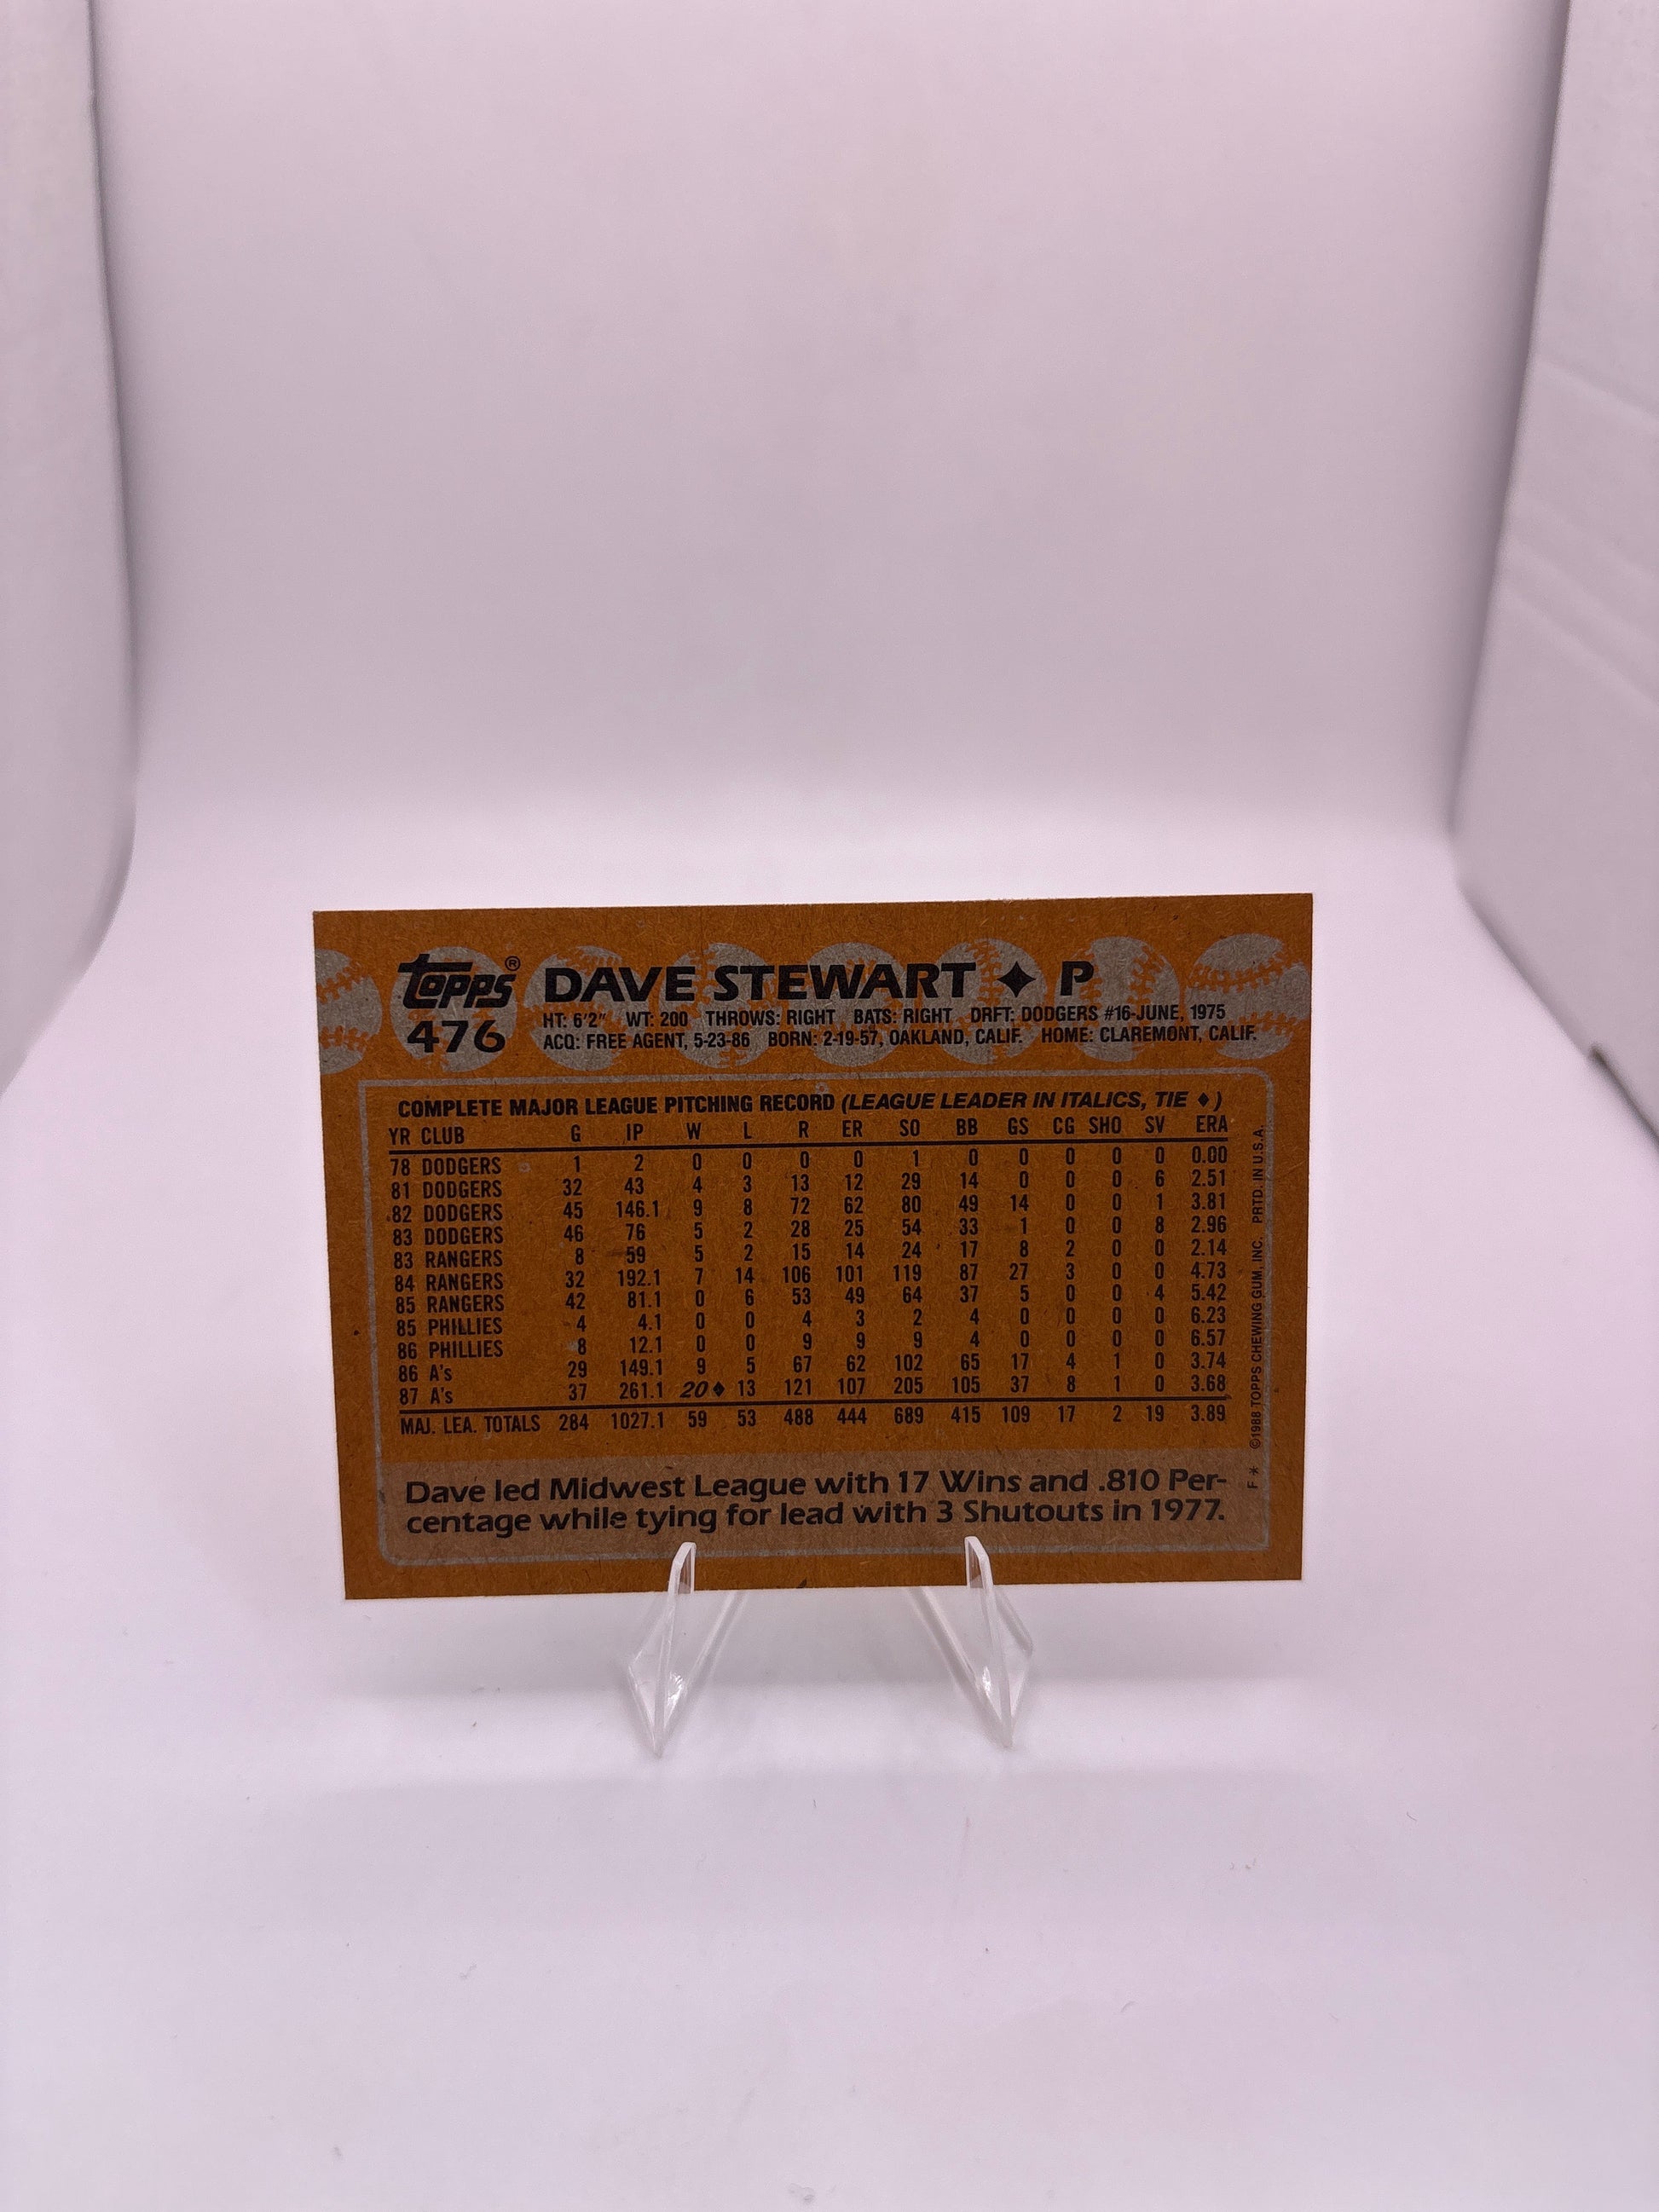 topps® DAVE STEWART ✦ P
476
HT: 6'2" WT: 200 THROWS: RIGHT BATS: RIGHT DRFT: DODGERS #16-JUNE, 1975
ACQ: FREE AGENT, 5-23-86 BORN: 2-19-57, OAKLAND, CALIF. HOME: CLAREMONT, CALIF.
COMPLETE MAJOR LEAGUE PITCHING RECORD (LEAGUE LEADER IN ITALICS, TIE ♦)
YR CLUB G IP W L R ER SO BB GS CG SHO SV ERA
78 DODGERS 1 2 0 0 0 0 1 0 0 0 0 0 0.00
81 DODGERS 32 43 4 3 13 12 29 14 0 0 0 6 2.51
82 DODGERS 45 146.1 9 8 72 62 80 49 14 0 0 1 3.81
83 DODGERS 46 76 5 2 28 25 54 33 1 0 0 8 2.96
83 RANGERS 8 59 5 2 15 14 24 17 8 2 0 0 2.14
84 RANGERS 32 192.1 7 14 106 101 119 87 27 3 0 0 4.73
85 RANGERS 42 81.1 0 6 53 49 64 37 5 0 0 4 5.42
85 PHILLIES 4 4.1 0 0 4 3 2 4 0 0 0 0 6.23
86 PHILLIES 8 12.1 0 0 9 9 9 4 0 0 0 0 6.57
86 A's 29 149.1 9 5 67 62 102 65 17 4 1 0 3.74
87 A's 37 261.1 20♦ 13 121 107 205 105 37 8 1 0 3.68
MAJ. LEA. TOTALS 284 1027.1 59 53 488 444 689 415 109 17 2 19 3.89
Dave led Midwest League with 17 Wins and .810 Per-
centage while tying for lead with 3 Shutouts in 1977.
F* ©1988 TOPPS CHEWING GUM, INC. PRTD. IN U.S.A.